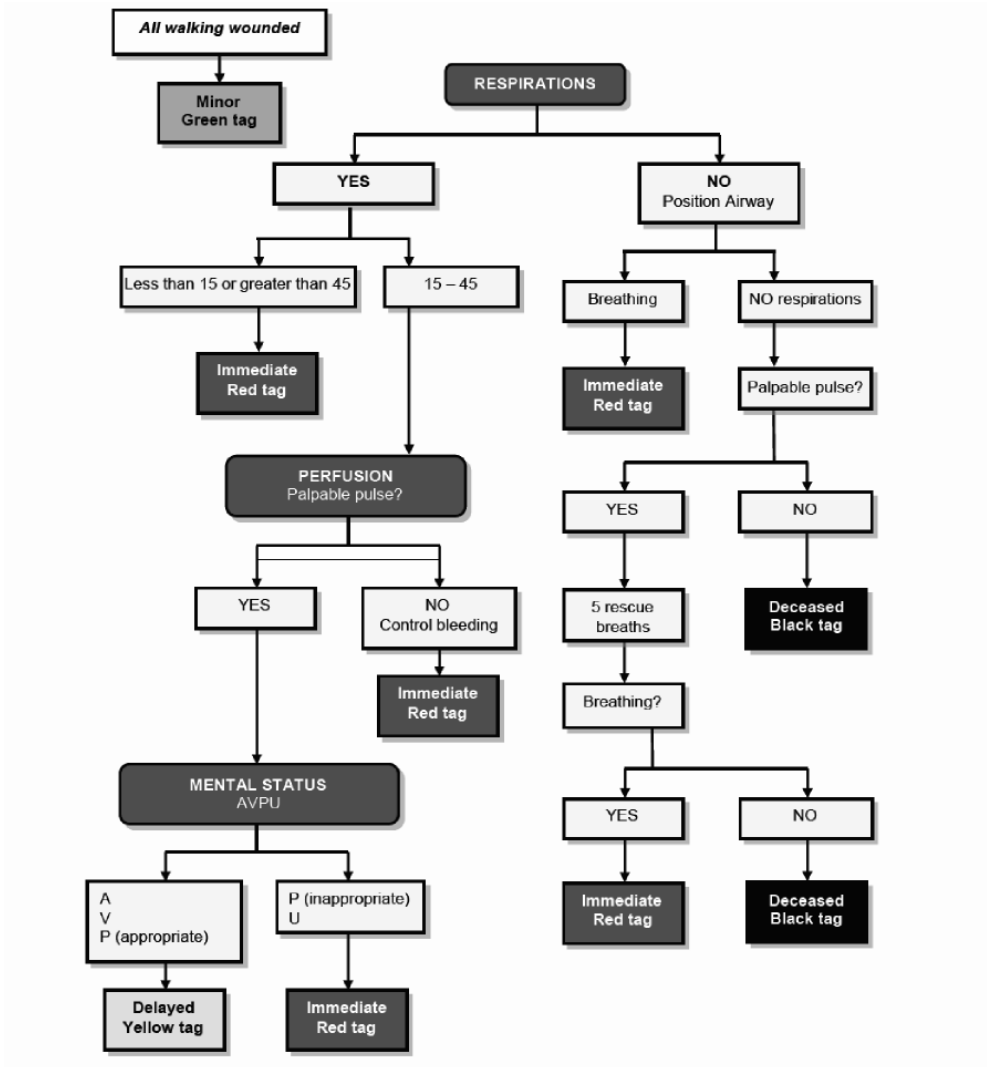 All walking wounded
Minor
Green tag
RESPIRATIONS
YES
NO
Position Airway
Less than 15 or greater than 45
15 – 45
Breathing
NO respirations
Immediate
Red tag
Immediate
Red tag
Palpable pulse?
PERFUSION
Palpable pulse?
YES
NO
YES
NO
Control bleeding
5 rescue
breaths
Deceased
Black tag
Immediate
Red tag
Breathing?
MENTAL STATUS
AVPU
YES
NO
A
V
P (appropriate)
P (inappropriate)
U
Immediate
Red tag
Deceased
Black tag
Delayed
Yellow tag
Immediate
Red tag